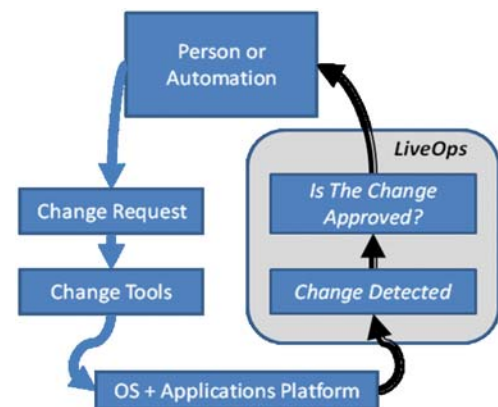 Person or
Automation
LiveOps
Is The Change
Approved?
Change Request
Change Tools
Change Detected
OS + Applications Platform